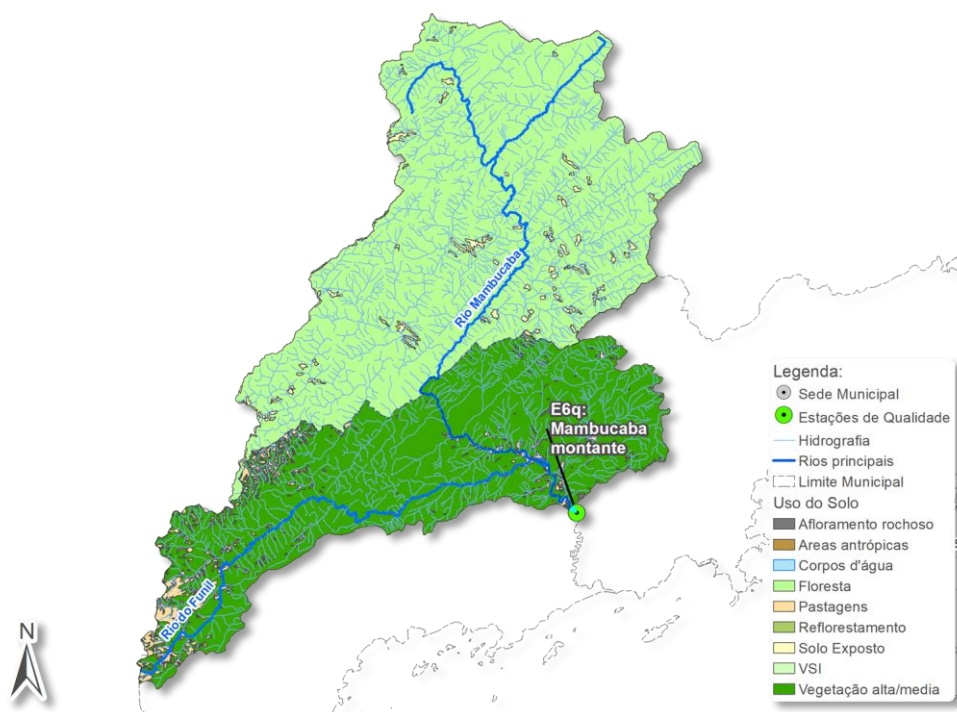 Rio Mambucaba
E6q:
Mambucaba
montante
Rio do Funil
N
Legenda:
Sede Municipal
Estações de Qualidade
Hidrografia
Rios principais
Limite Municipal
Uso do Solo
Afloramento rochoso
Areas antrópicas
Corpos d'água
Floresta
Pastagens
Reflorestamento
Solo Exposto
VSI
Vegetação alta/media